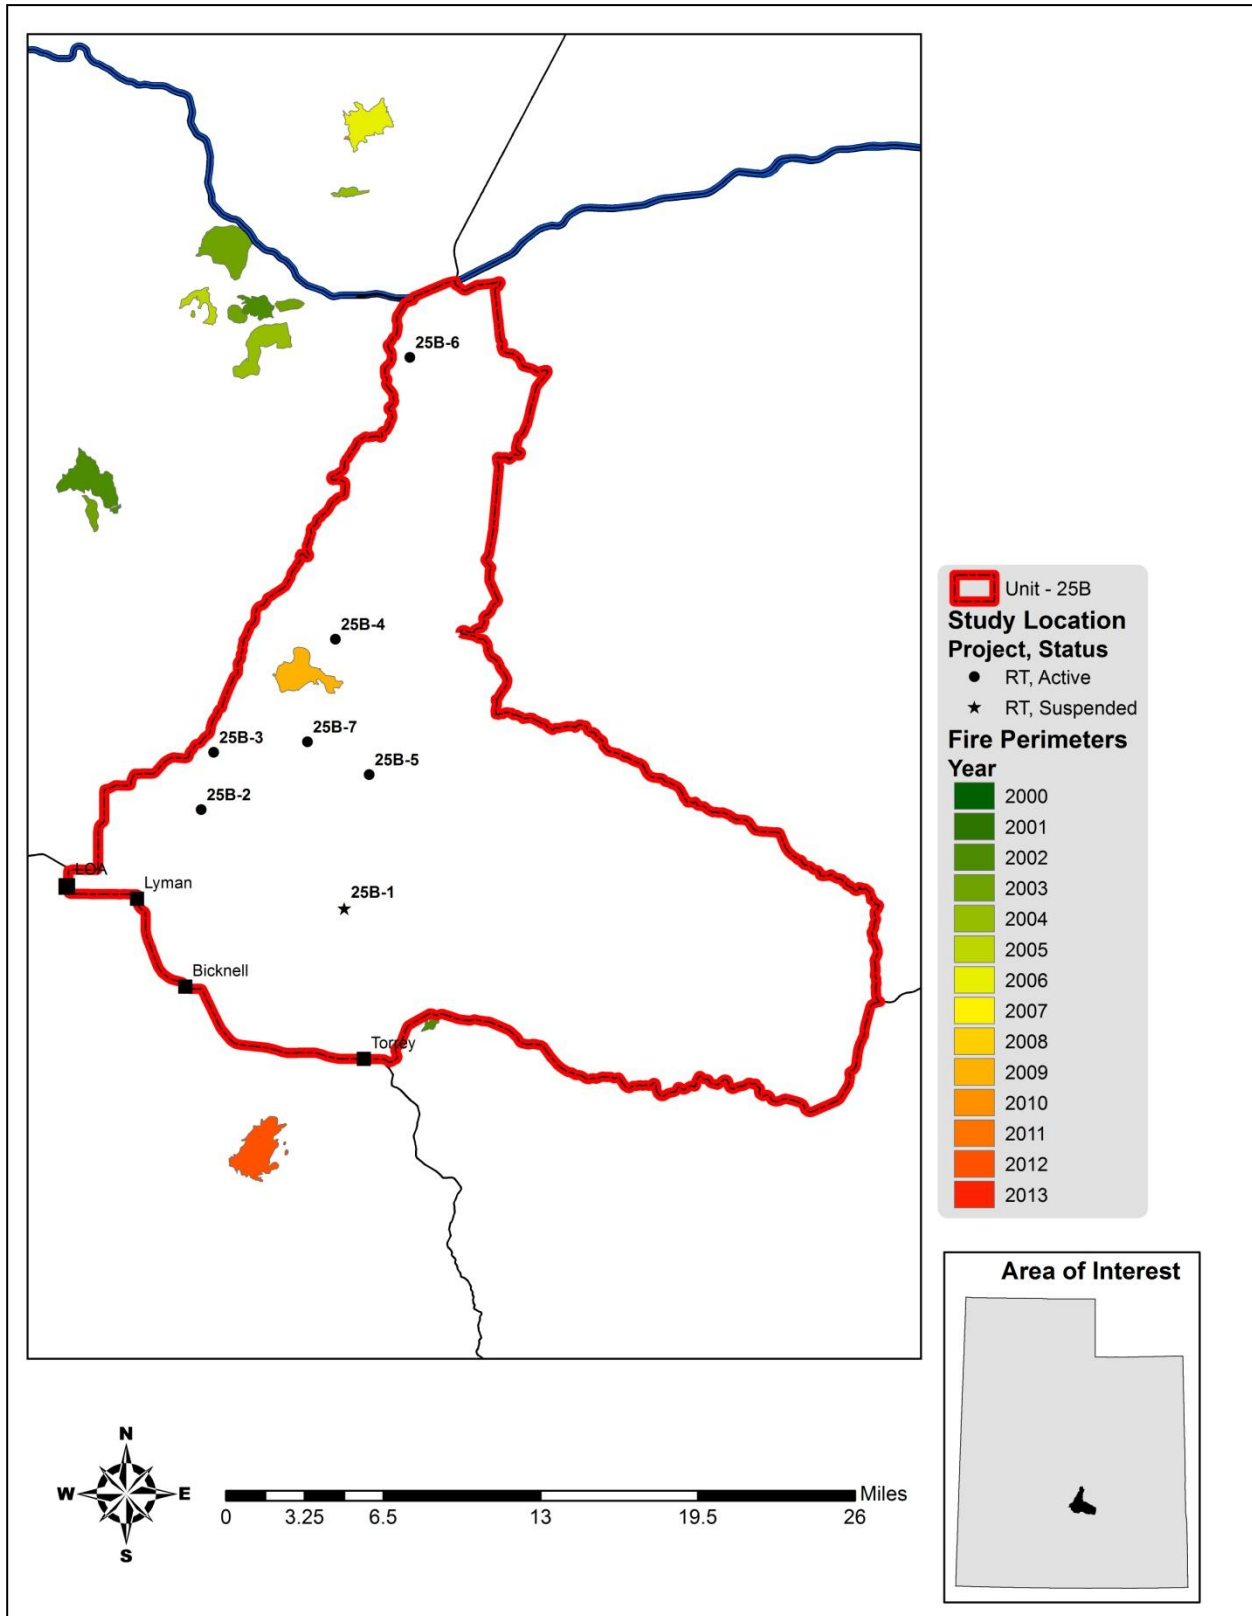 25B-6
25B-4
25B-3
25B-7
25B-5
25B-2
LOA
Lyman
25B-1
Bicknell
Torrey
Unit - 25B
Study Location
Project, Status
RT, Active
RT, Suspended
Fire Perimeters
Year
2000
2001
2002
2003
2004
2005
2006
2007
2008
2009
2010
2011
2012
2013
Area of Interest
N
W E
S
Miles
0 3.25 6.5 13 19.5 26